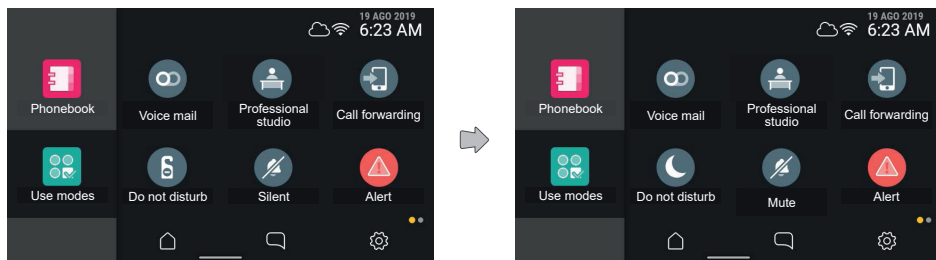 19 AGO 2019
6:23 AM
Phonebook
Voice mail
Professional
studio
Call forwarding
Use modes
Do not disturb
Silent
Alert
19 AGO 2019
6:23 AM
Phonebook
Voice mail
Professional
studio
Call forwarding
Use modes
Do not disturb
Mute
Alert